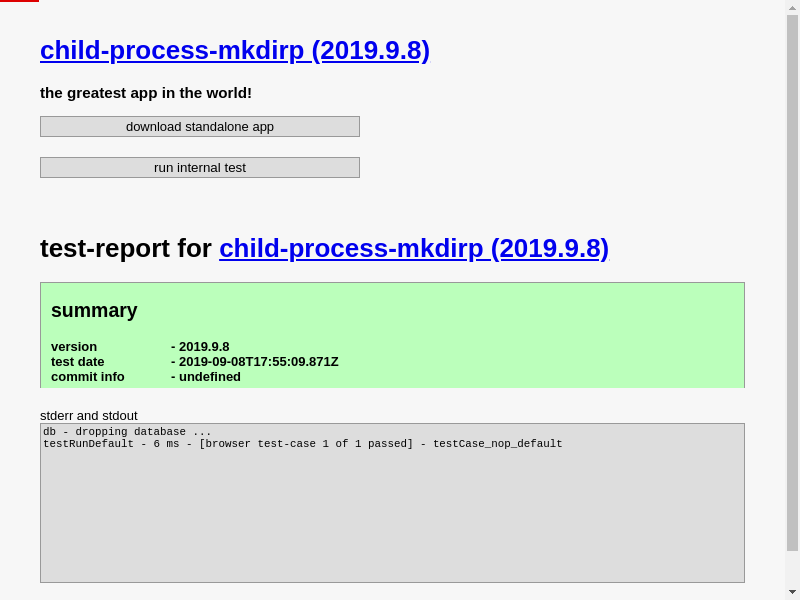 child-process-mkdirp (2019.9.8)
the greatest app in the world!
download standalone app
run internal test
test-report for child-process-mkdirp (2019.9.8)
summary
version - 2019.9.8
test date - 2019-09-08T17:55:09.871Z
commit info - undefined
stderr and stdout
db - dropping database ...
testRunDefault - 6 ms - [browser test-case 1 of 1 passed] - testCase_nop_default